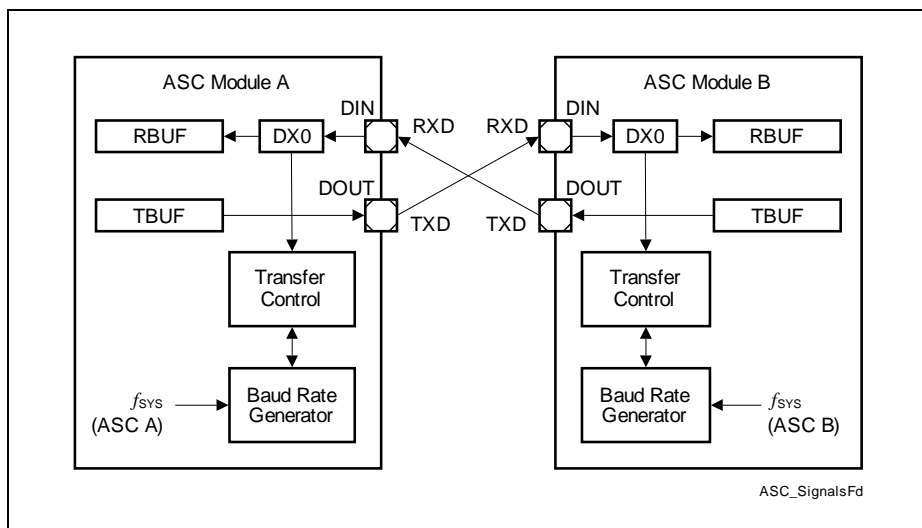 ASC Module A
DIN
RXD
RBUF
DX0
DOUT
TBUF
TXD
Transfer
Control
Baud Rate
Generator
fSYS
(ASC A)
ASC Module B
RXD
DIN
DX0
RBUF
DOUT
TXD
TBUF
Transfer
Control
Baud Rate
Generator
fSYS
(ASC B)
ASC_SignalsFd